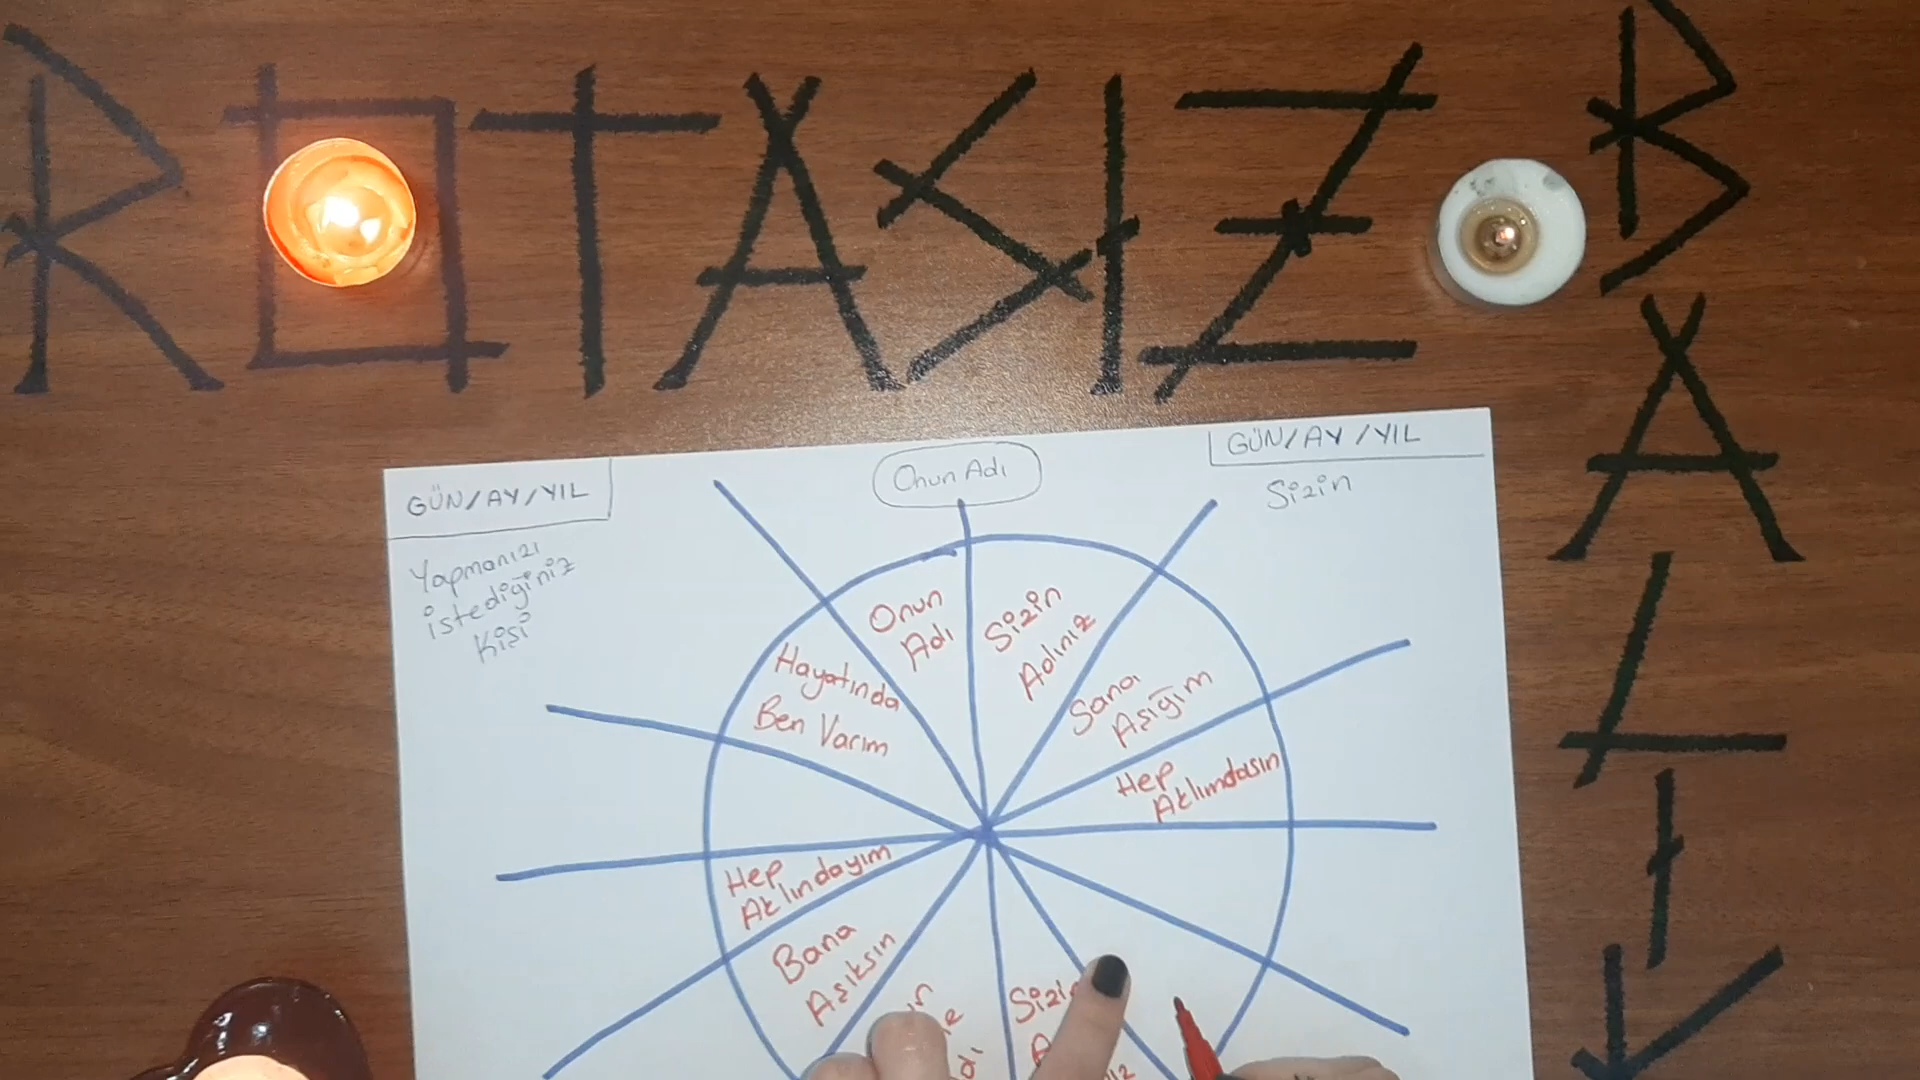 ROTASIZ
BALIK
GÜN/AY/YIL
Onun Adı
GÜN/AY/YIL
Sizin
Yapmanızı
istediğiniz
Kişi
Onun
Adı
Sizin
Adınız
Hayatında
Ben Varım
Sana
Aşığım
Hep
Aklımdasın
Hep
Aklındayım
Bana
Aşıksın